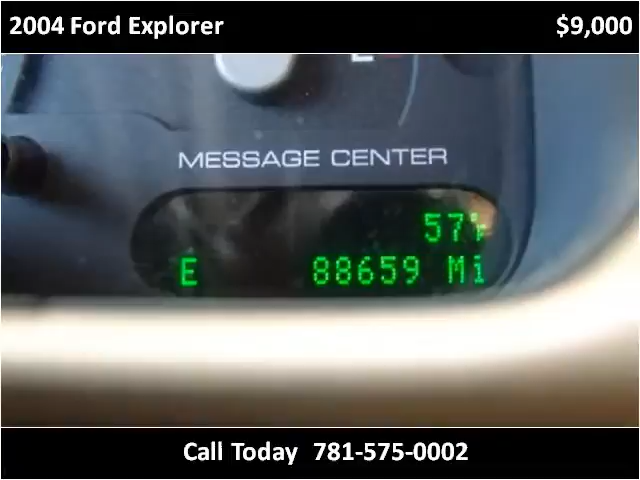 2004 Ford Explorer $9,000
MESSAGE CENTER
57°F
E 88659 Mi
Call Today 781-575-0002